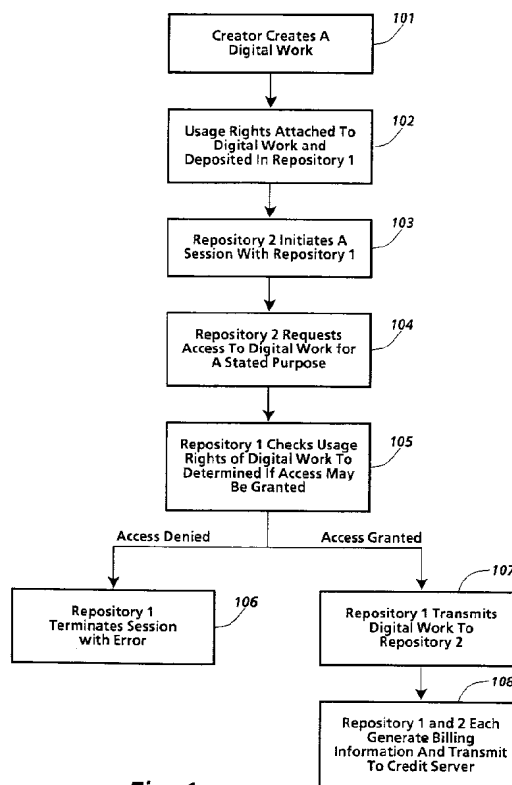 101
Creator Creates A
Digital Work
102
Usage Rights Attached To
Digital Work and
Deposited In Repository 1
103
Repository 2 Initiates A
Session With Repository 1
104
Repository 2 Requests
Access To Digital Work for
A Stated Purpose
105
Repository 1 Checks Usage
Rights of Digital Work To
Determined If Access May
Be Granted
Access Denied
Access Granted
106
Repository 1
Terminates Session
with Error
107
Repository 1 Transmits
Digital Work To
Repository 2
108
Repository 1 and 2 Each
Generate Billing
Information And Transmit
To Credit Server